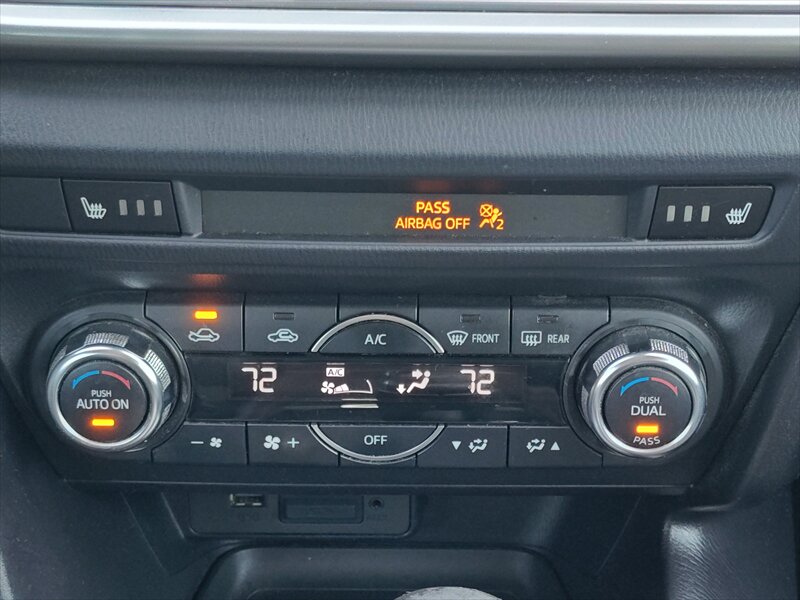 PASS
AIRBAG OFF 2
A/C
FRONT
REAR
PUSH
AUTO ON
72
A/C
72
PUSH
DUAL
PASS
- +
OFF